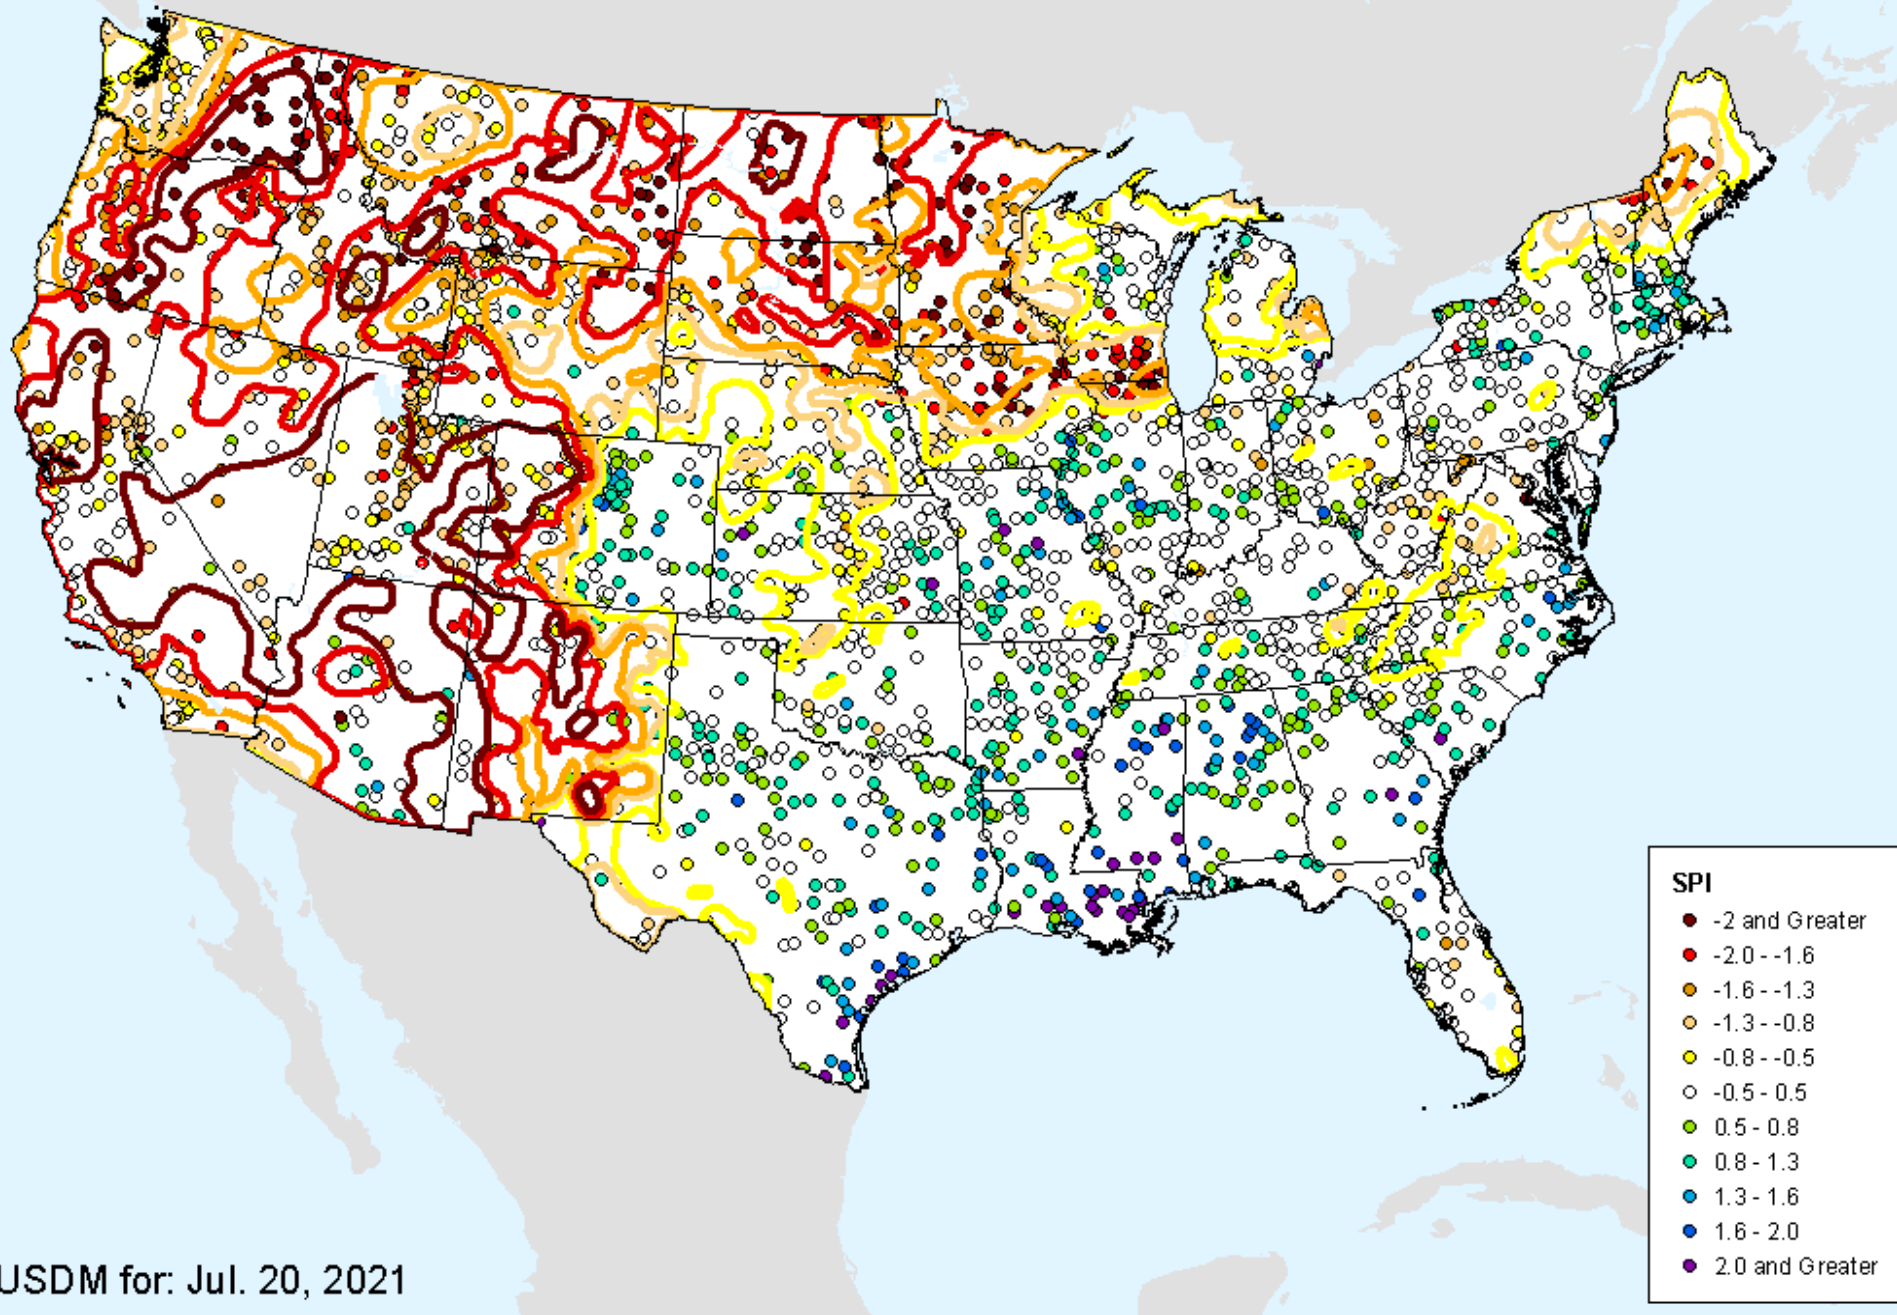 SPI
-2 and Greater
-2.0 - -1.6
-1.6 - -1.3
-1.3 - -0.8
-0.8 - -0.5
-0.5 - 0.5
0.5 - 0.8
0.8 - 1.3
1.3 - 1.6
1.6 - 2.0
2.0 and Greater
USDM for: Jul. 20, 2021